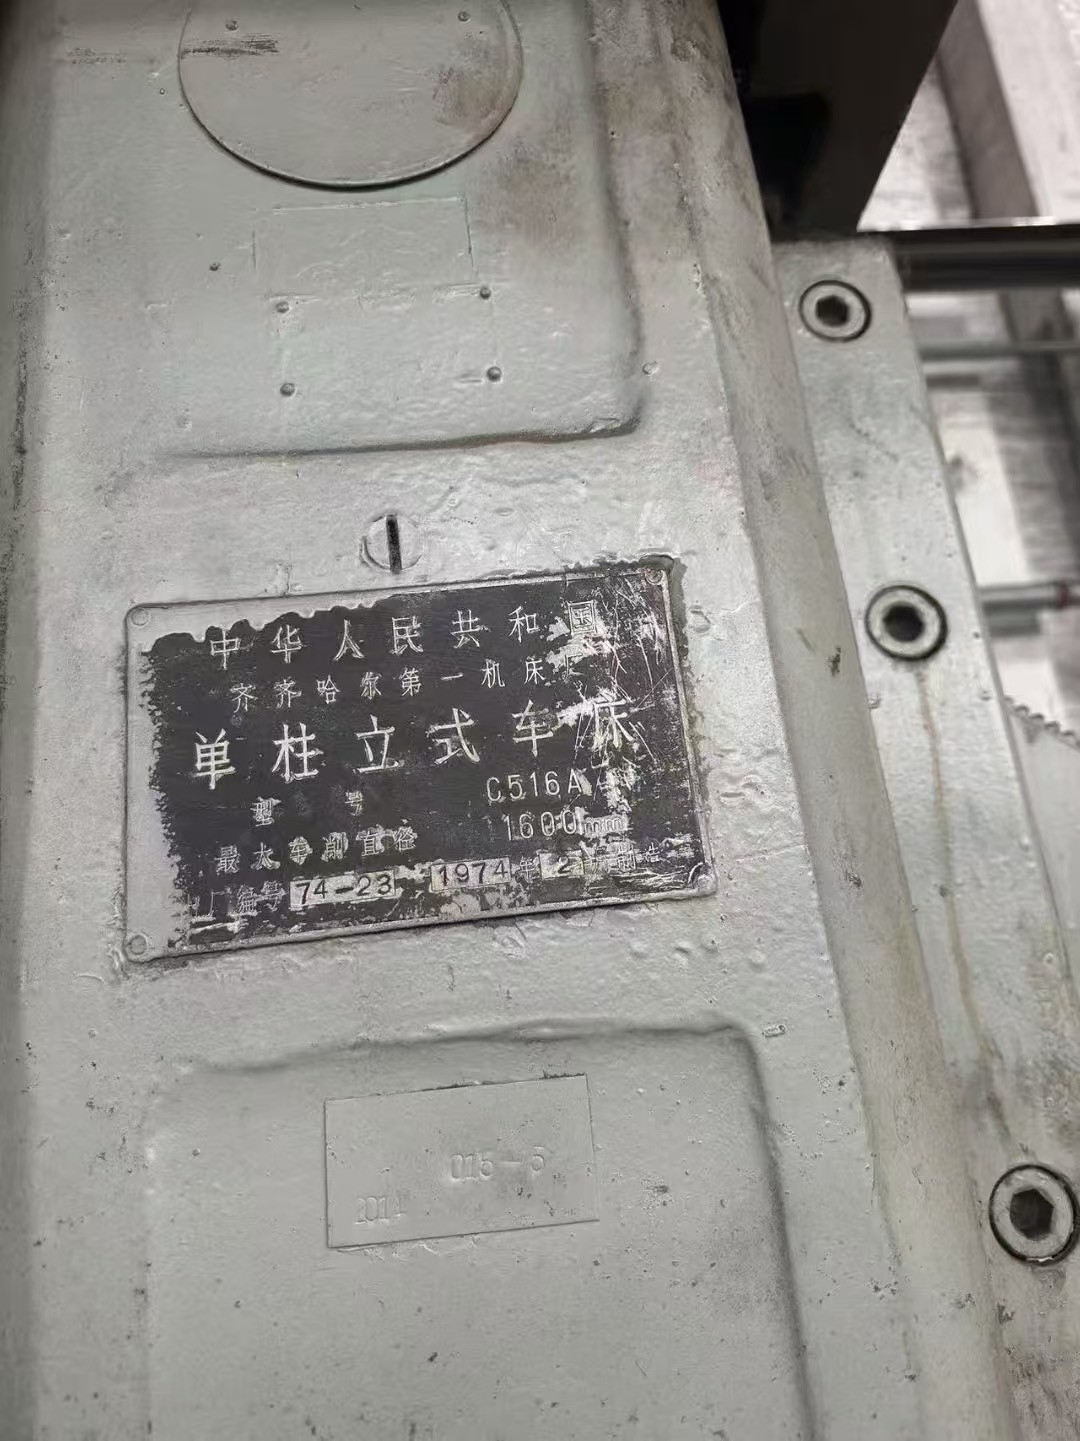 中华人民共和国
齐齐哈尔第一机床厂
单柱立式车床
型号 C516A
最大车削直径 1600mm
厂编号 74-23 1974年2月制造
015-5